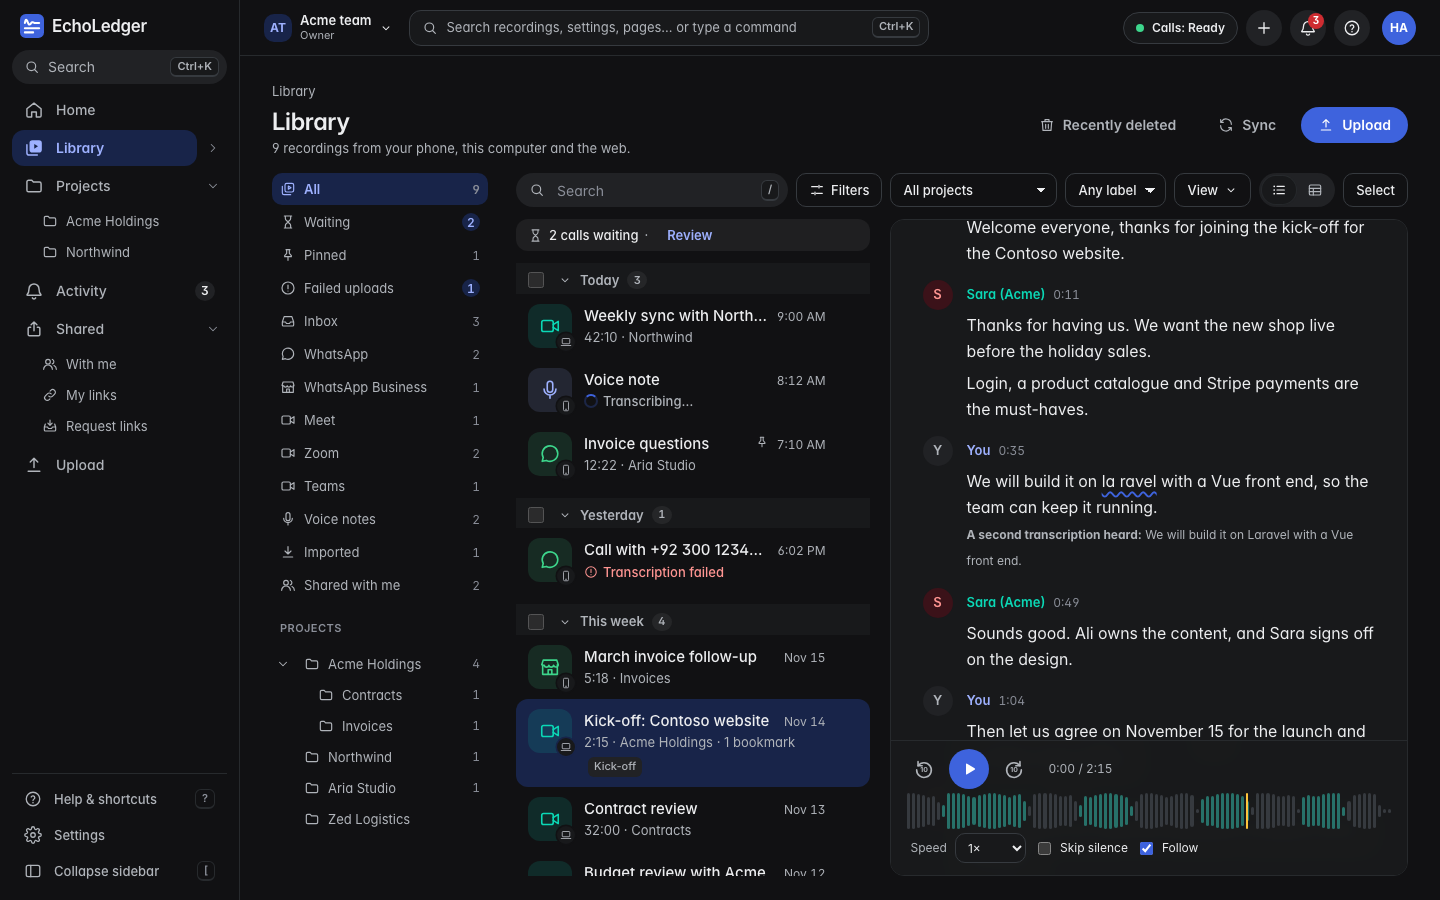 EchoLedger
Search Ctrl+K
Home
Library
Projects
Acme Holdings
Northwind
Activity 3
Shared
With me
My links
Request links
Upload
Help & shortcuts ?
Settings
Collapse sidebar [
AT Acme team
Owner
Search recordings, settings, pages... or type a command Ctrl+K
Calls: Ready
3
HA
Library
Library
9 recordings from your phone, this computer and the web.
Recently deleted
Sync
Upload
All 9
Waiting 2
Pinned 1
Failed uploads 1
Inbox 3
WhatsApp 2
WhatsApp Business 1
Meet 1
Zoom 2
Teams 1
Voice notes 2
Imported 1
Shared with me 2
PROJECTS
Acme Holdings 4
Contracts 1
Invoices 1
Northwind 1
Aria Studio 1
Zed Logistics
Search /
Filters
All projects
Any label
View
Select
2 calls waiting · Review
Today 3
Weekly sync with North... 9:00 AM
42:10 · Northwind
Voice note 8:12 AM
Transcribing...
Invoice questions 7:10 AM
12:22 · Aria Studio
Yesterday 1
Call with +92 300 1234... 6:02 PM
Transcription failed
This week 4
March invoice follow-up Nov 15
5:18 · Invoices
Kick-off: Contoso website Nov 14
2:15 · Acme Holdings · 1 bookmark
Kick-off
Contract review Nov 13
32:00 · Contracts
Budget review with Acme Nov 12
Welcome everyone, thanks for joining the kick-off for
the Contoso website.
S Sara (Acme) 0:11
Thanks for having us. We want the new shop live
before the holiday sales.
Login, a product catalogue and Stripe payments are
the must-haves.
Y You 0:35
We will build it on la ravel with a Vue front end, so the
team can keep it running.
A second transcription heard: We will build it on Laravel with a Vue
front end.
S Sara (Acme) 0:49
Sounds good. Ali owns the content, and Sara signs off
on the design.
Y You 1:04
Then let us agree on November 15 for the launch and
10 10 0:00 / 2:15
Speed 1× Skip silence Follow